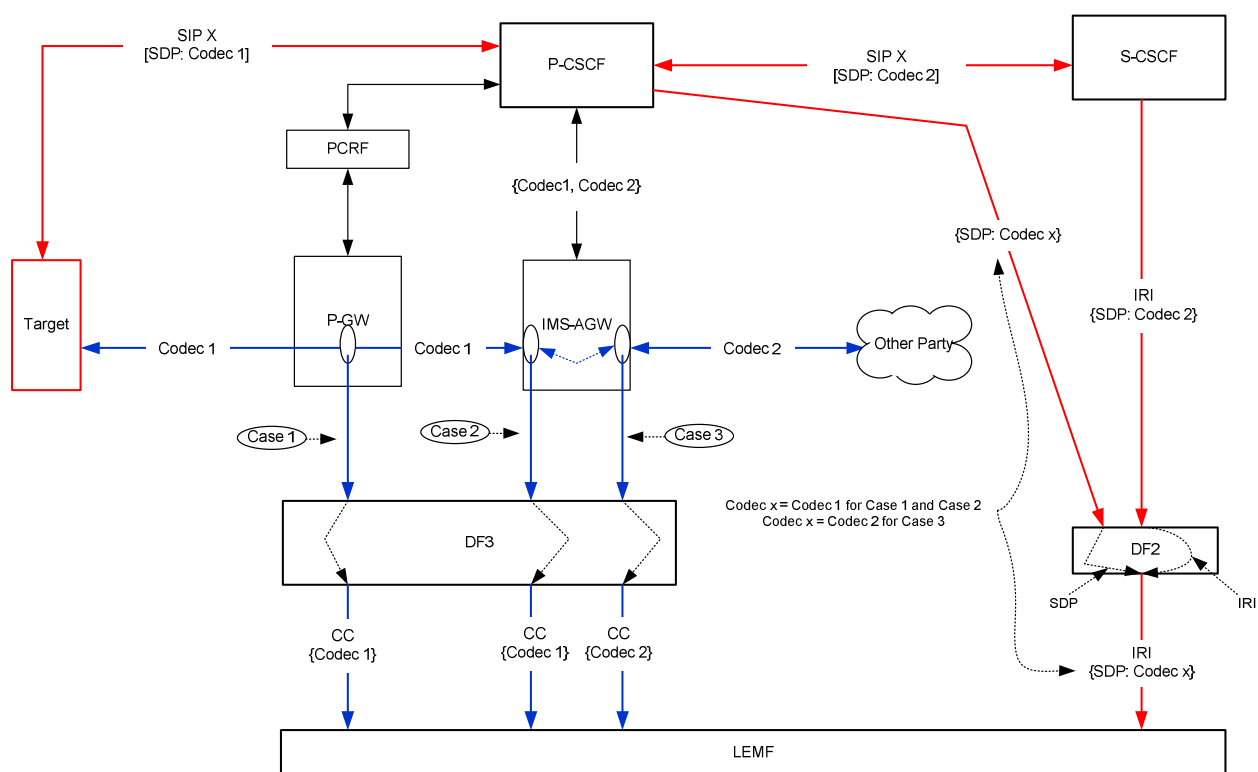 SIP X
[SDP: Codec 1]
P-CSCF
SIP X
[SDP: Codec 2]
S-CSCF
PCRF
{Codec1, Codec 2}
{SDP: Codec x}
Target
P-GW
IMS-AGW
IRI
{SDP: Codec 2}
Codec 1
Codec 1
Codec 2
Other Party
Case 1
Case 2
Case 3
Codec x = Codec 1 for Case 1 and Case 2
Codec x = Codec 2 for Case 3
DF3
DF2
SDP
IRI
CC
{Codec 1}
CC
{Codec 1}
CC
{Codec 2}
IRI
{SDP: Codec x}
LEMF